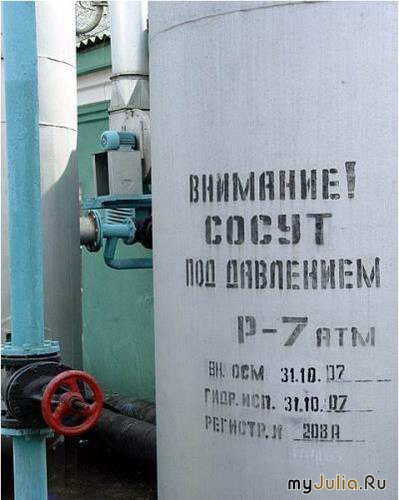 ВНИМАНИЕ!
СОСУТ
ПОД ДАВЛЕНИЕМ
Р-7 АТМ
ВН. ОСМ 31.10.07
ГИДР. ИСП. 31.10.07
РЕГИСТР. И 208А
myJulia.Ru